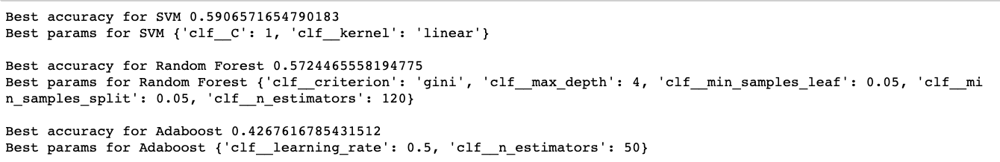 Best accuracy for SVM 0.5906571654790183
Best params for SVM {'clf__C': 1, 'clf__kernel': 'linear'}
Best accuracy for Random Forest 0.5724465558194775
Best params for Random Forest {'clf__criterion': 'gini', 'clf__max_depth': 4, 'clf__min_samples_leaf': 0.05, 'clf__mi
n_samples_split': 0.05, 'clf__n_estimators': 120}
Best accuracy for Adaboost 0.4267616785431512
Best params for Adaboost {'clf__learning_rate': 0.5, 'clf__n_estimators': 50}